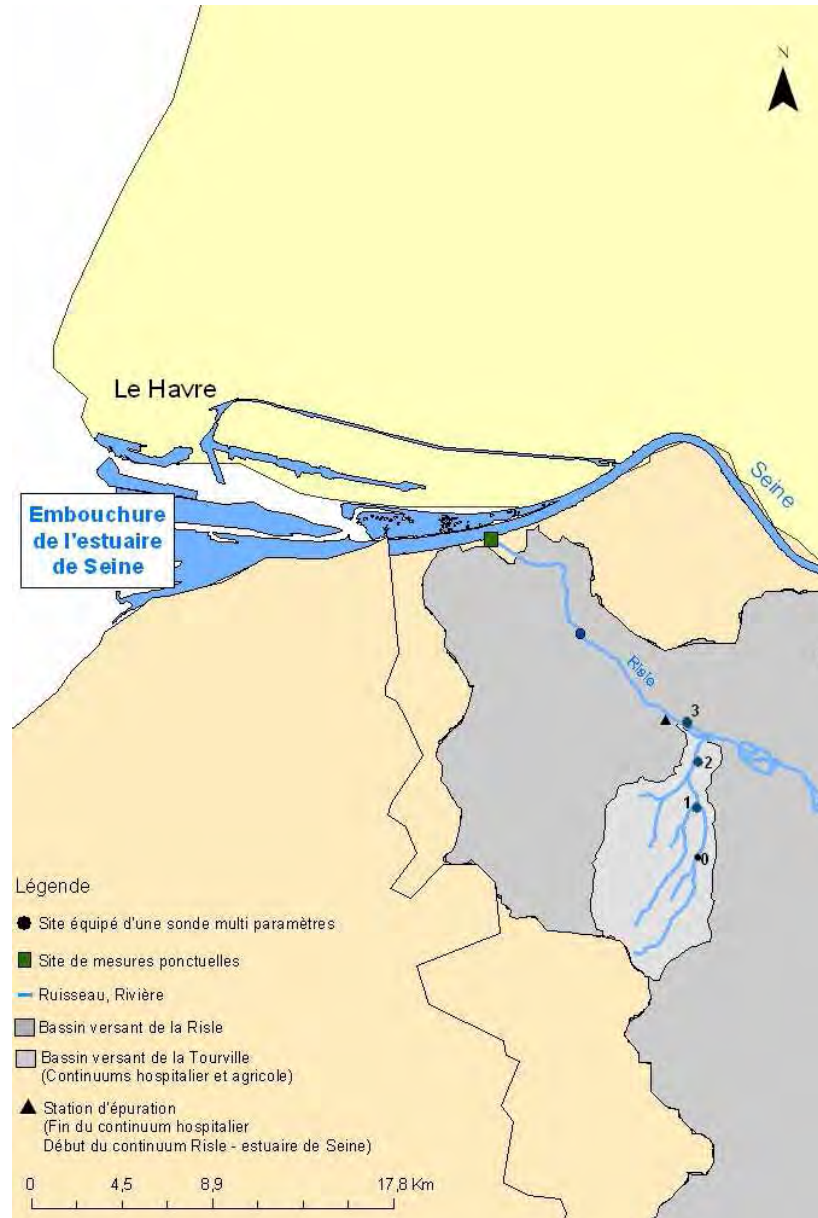 N
Le Havre
Seine
Embouchure
de l'estuaire
de Seine
Risle
3
2
1
0
Légende
Site équipé d'une sonde multi paramètres
Site de mesures ponctuelles
Ruisseau, Rivière
Bassin versant de la Risle
Bassin versant de la Tourville
(Continuums hospitalier et agricole)
Station d'épuration
(Fin du continuum hospitalier
Début du continuum Risle - estuaire de Seine)
0 4,5 8,9 17,8 Km